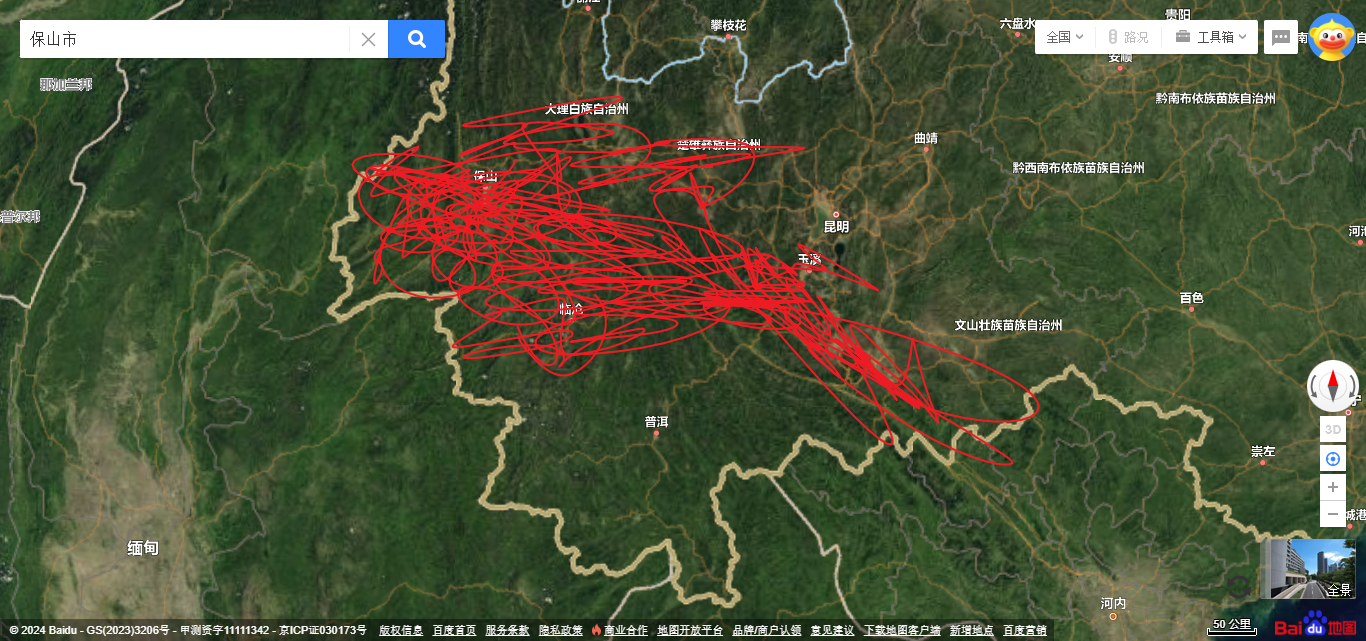 攀枝花
六盘水
贵阳
保山市
全国
路况
工具箱
安顺
那加兰邦
大理白族自治州
黔南布依族苗族自治州
楚雄彝族自治州
曲靖
黔西南布依族苗族自治州
保山
普尔邦
昆明
河池
玉溪
百色
临沧
文山壮族苗族自治州
普洱
3D
崇左
城港
缅甸
全景
河内
50 公里
Bai du 地图
© 2024 Baidu - GS(2023)3206号 - 甲测资字11111342 - 京ICP证030173号 版权信息 百度首页 服务条款 隐私政策 商业合作 地图开放平台 品牌/商户认领 意见建议 下载地图客户端 新增地点 百度营销